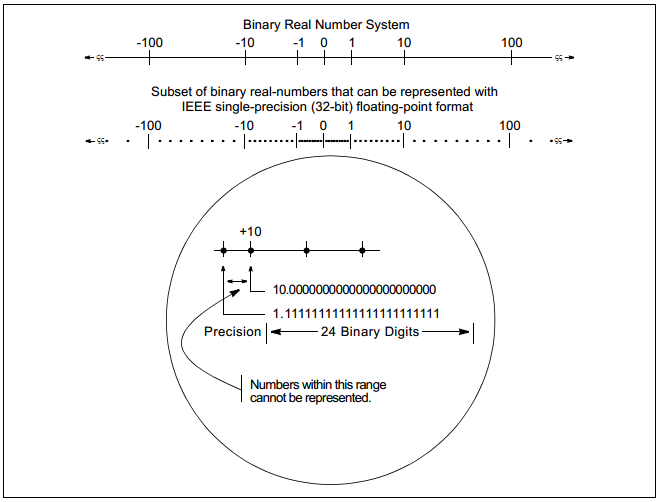 Binary Real Number System
-100 -10 -1 0 1 10 100
Subset of binary real-numbers that can be represented with
IEEE single-precision (32-bit) floating-point format
-100 -10 -1 0 1 10 100
+10
10.0000000000000000000000
1.11111111111111111111111
Precision 24 Binary Digits
Numbers within this range
cannot be represented.